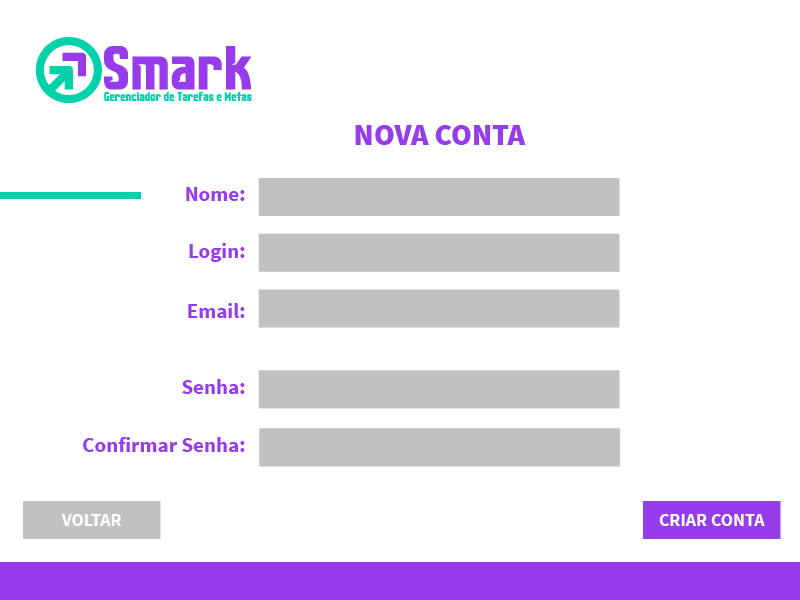 Smark
Gerenciador de Tarefas e Metas
NOVA CONTA
Nome:
Login:
Email:
Senha:
Confirmar Senha:
VOLTAR
CRIAR CONTA